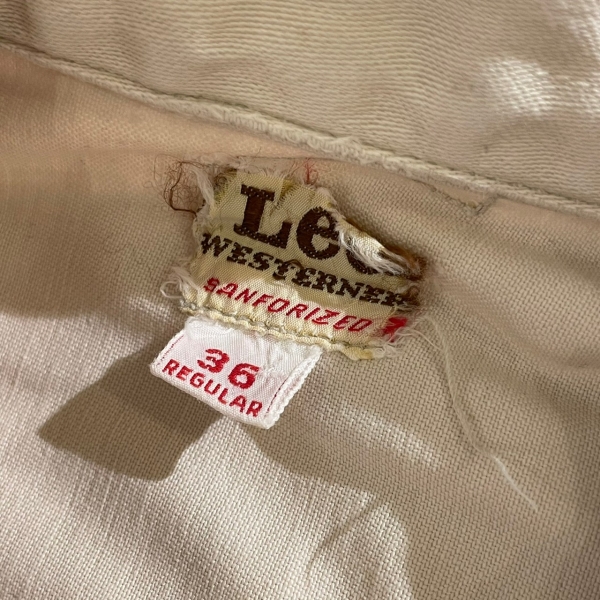 Lee
WESTERNER
SANFORIZED
36
REGULAR